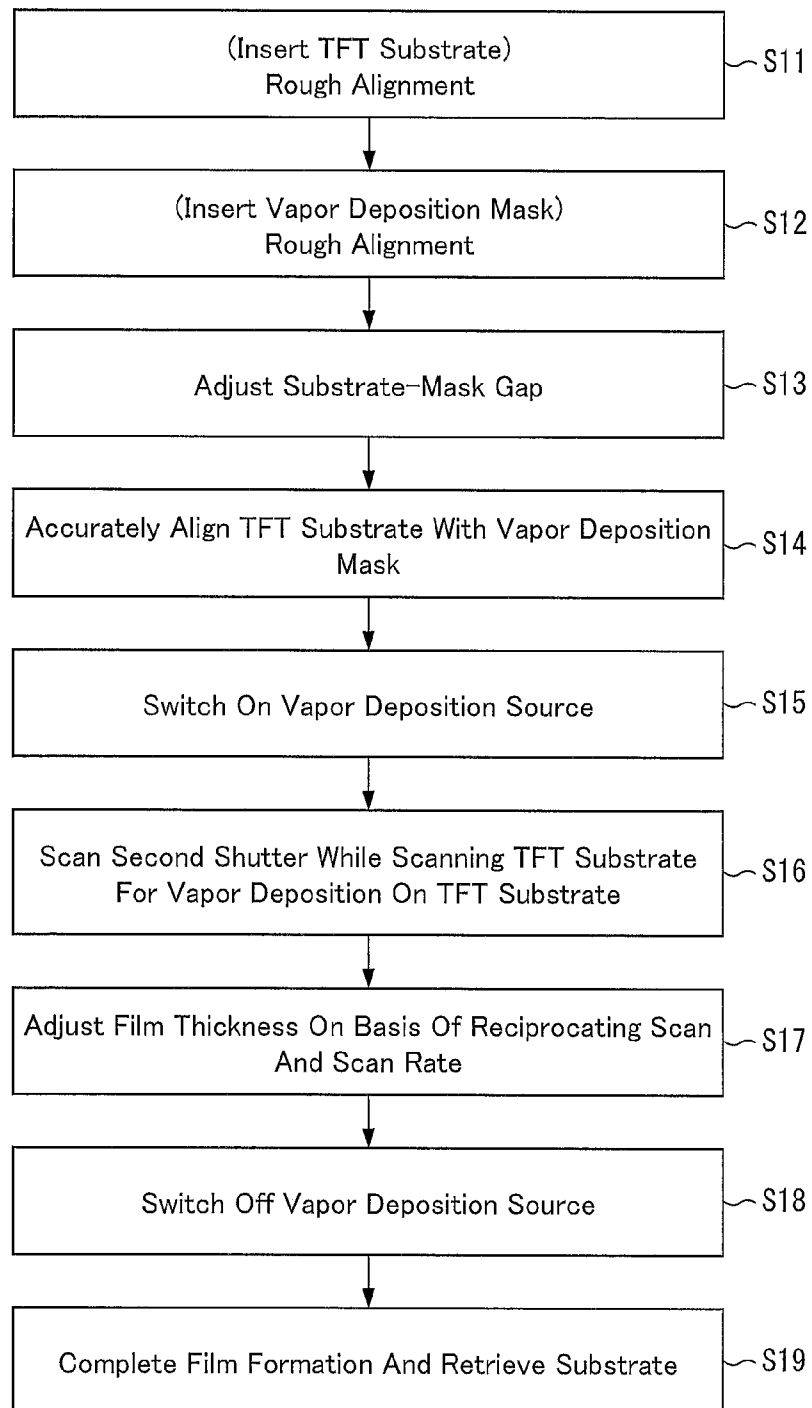 (Insert TFT Substrate)
Rough Alignment
S11
(Insert Vapor Deposition Mask)
Rough Alignment
S12
Adjust Substrate-Mask Gap
S13
Accurately Align TFT Substrate With Vapor Deposition
Mask
S14
Switch On Vapor Deposition Source
S15
Scan Second Shutter While Scanning TFT Substrate
For Vapor Deposition On TFT Substrate
S16
Adjust Film Thickness On Basis Of Reciprocating Scan
And Scan Rate
S17
Switch Off Vapor Deposition Source
S18
Complete Film Formation And Retrieve Substrate
S19